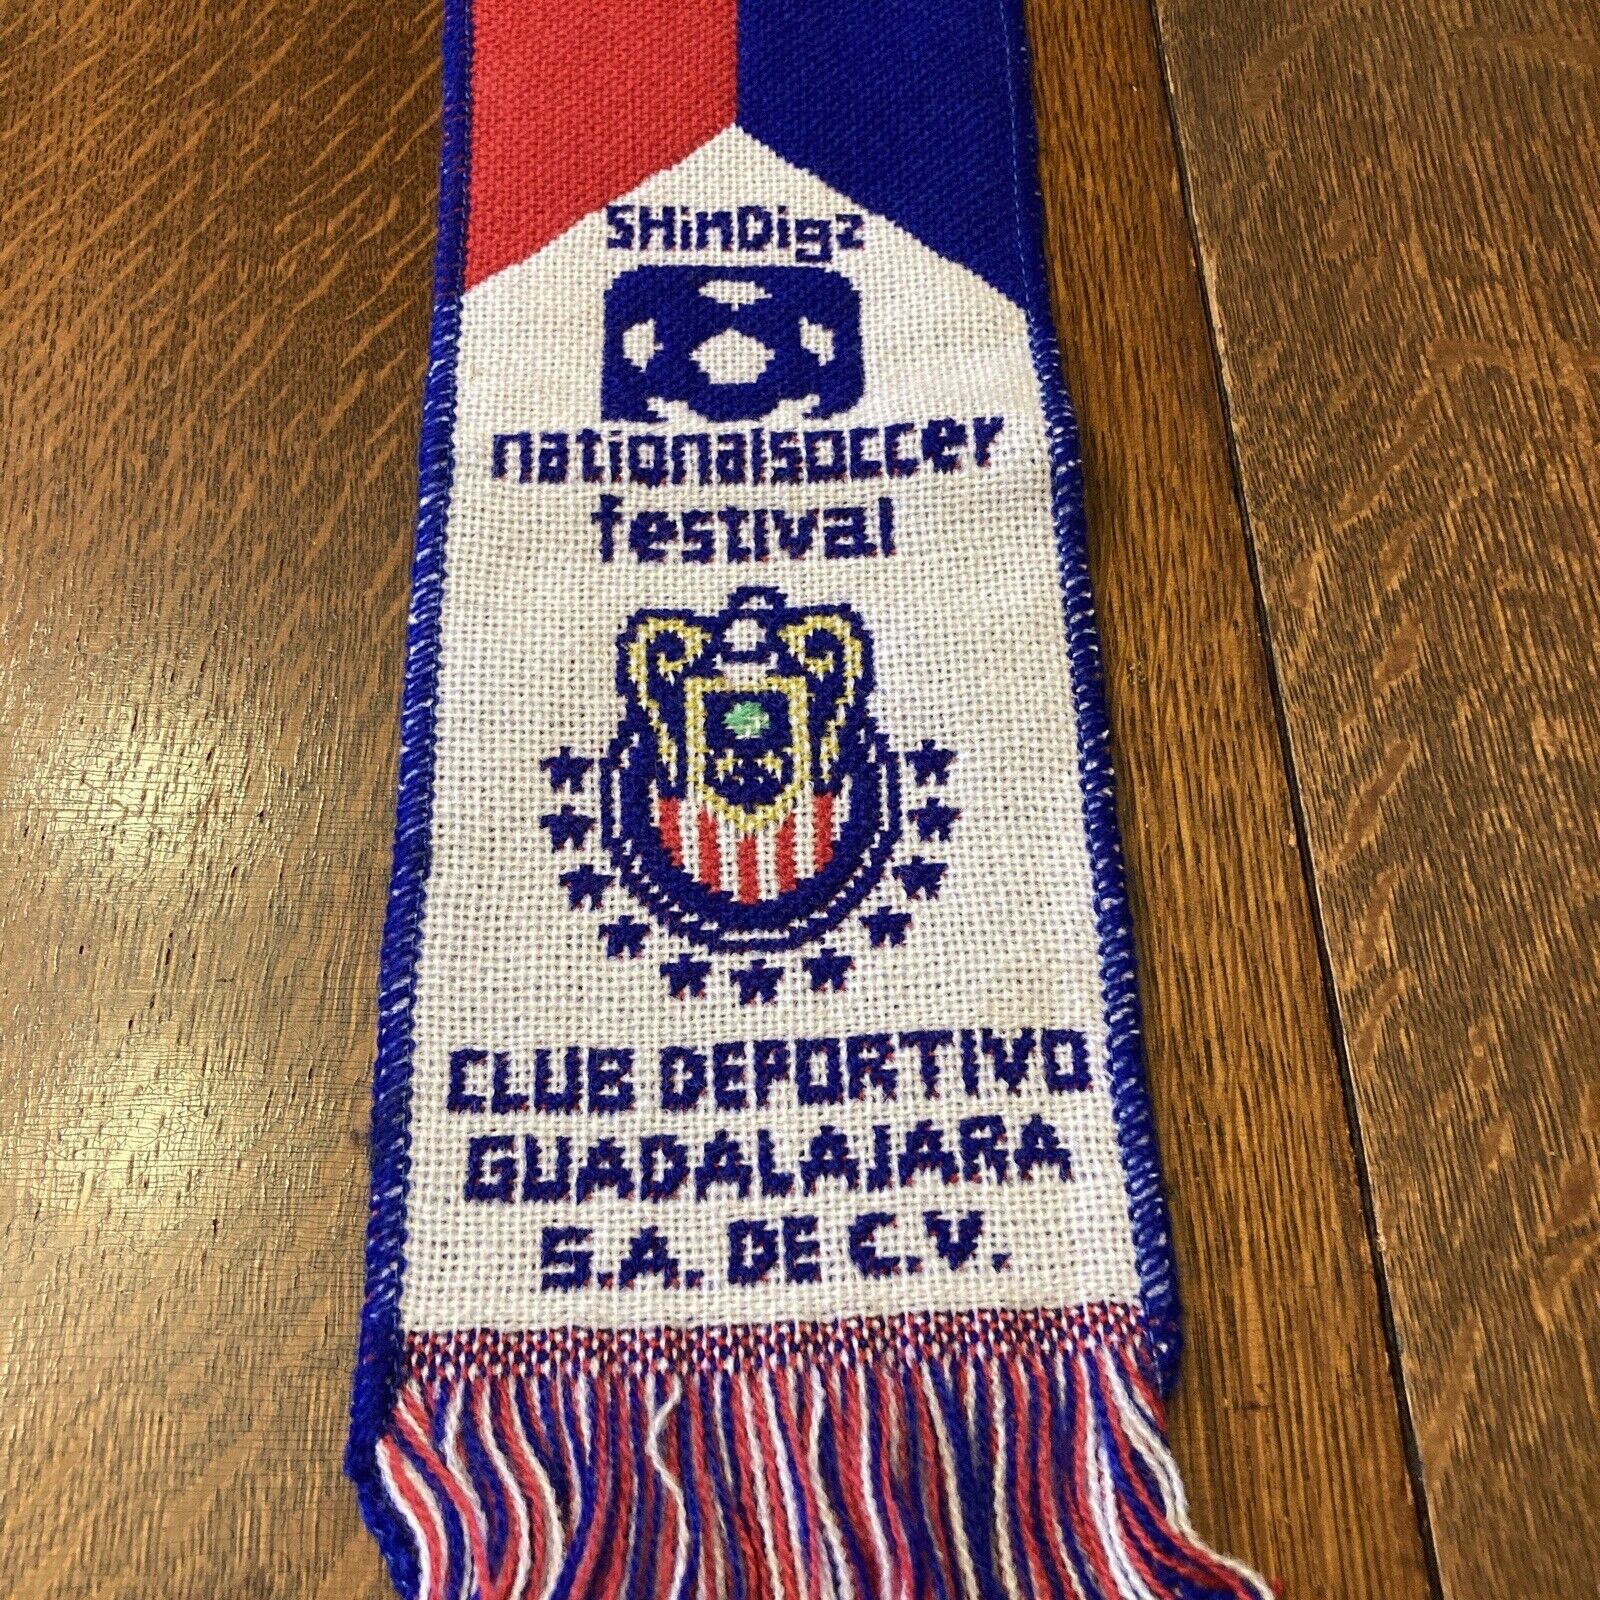 SHinDigz
nationalsoccer
festival
CLUB DEPORTIVO
GUADALAJARA
S.A. DE C.V.